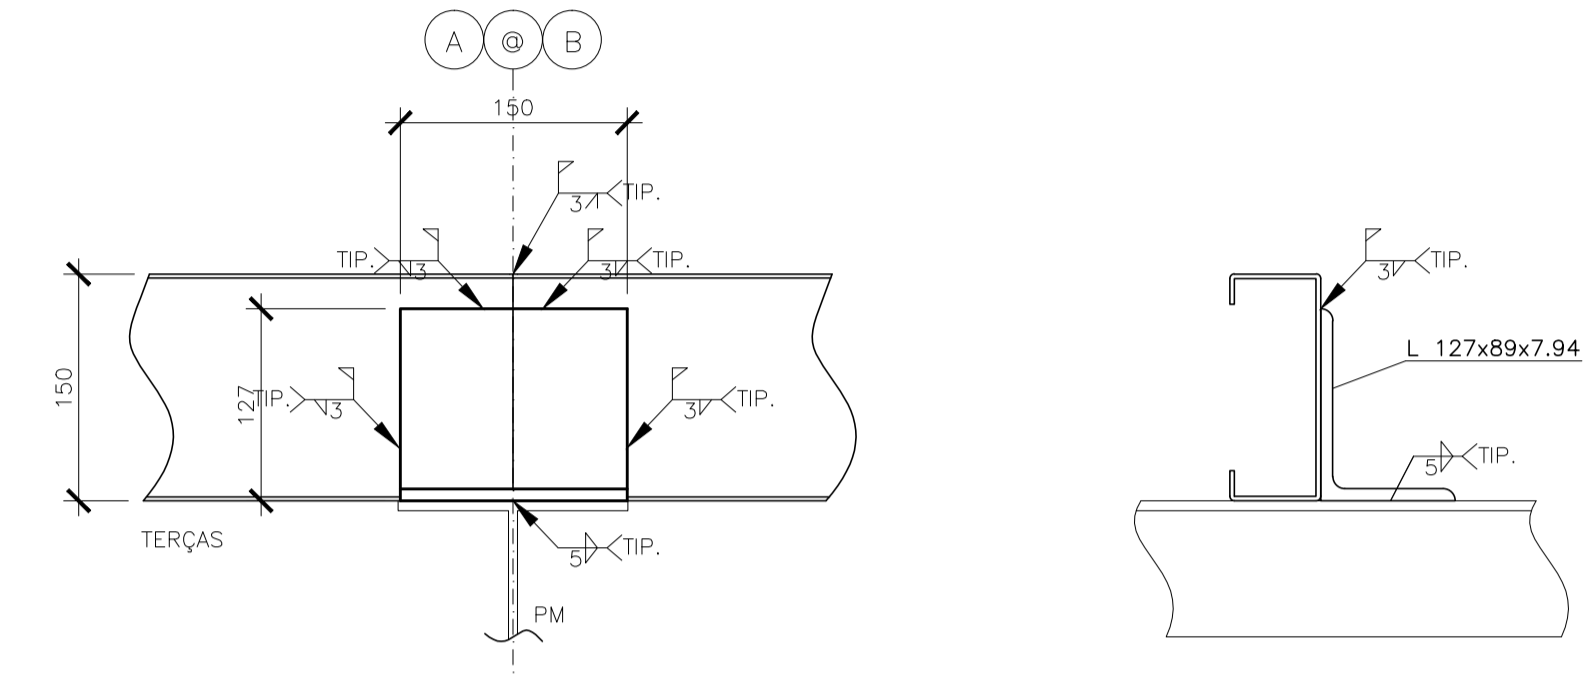 A @ B
150
3 TIP.
TIP. 3
3 TIP.
3 TIP.
L 127x89x7.94
150
127
TIP. 3
3 TIP.
5 TIP.
TERÇAS
5 TIP.
PM